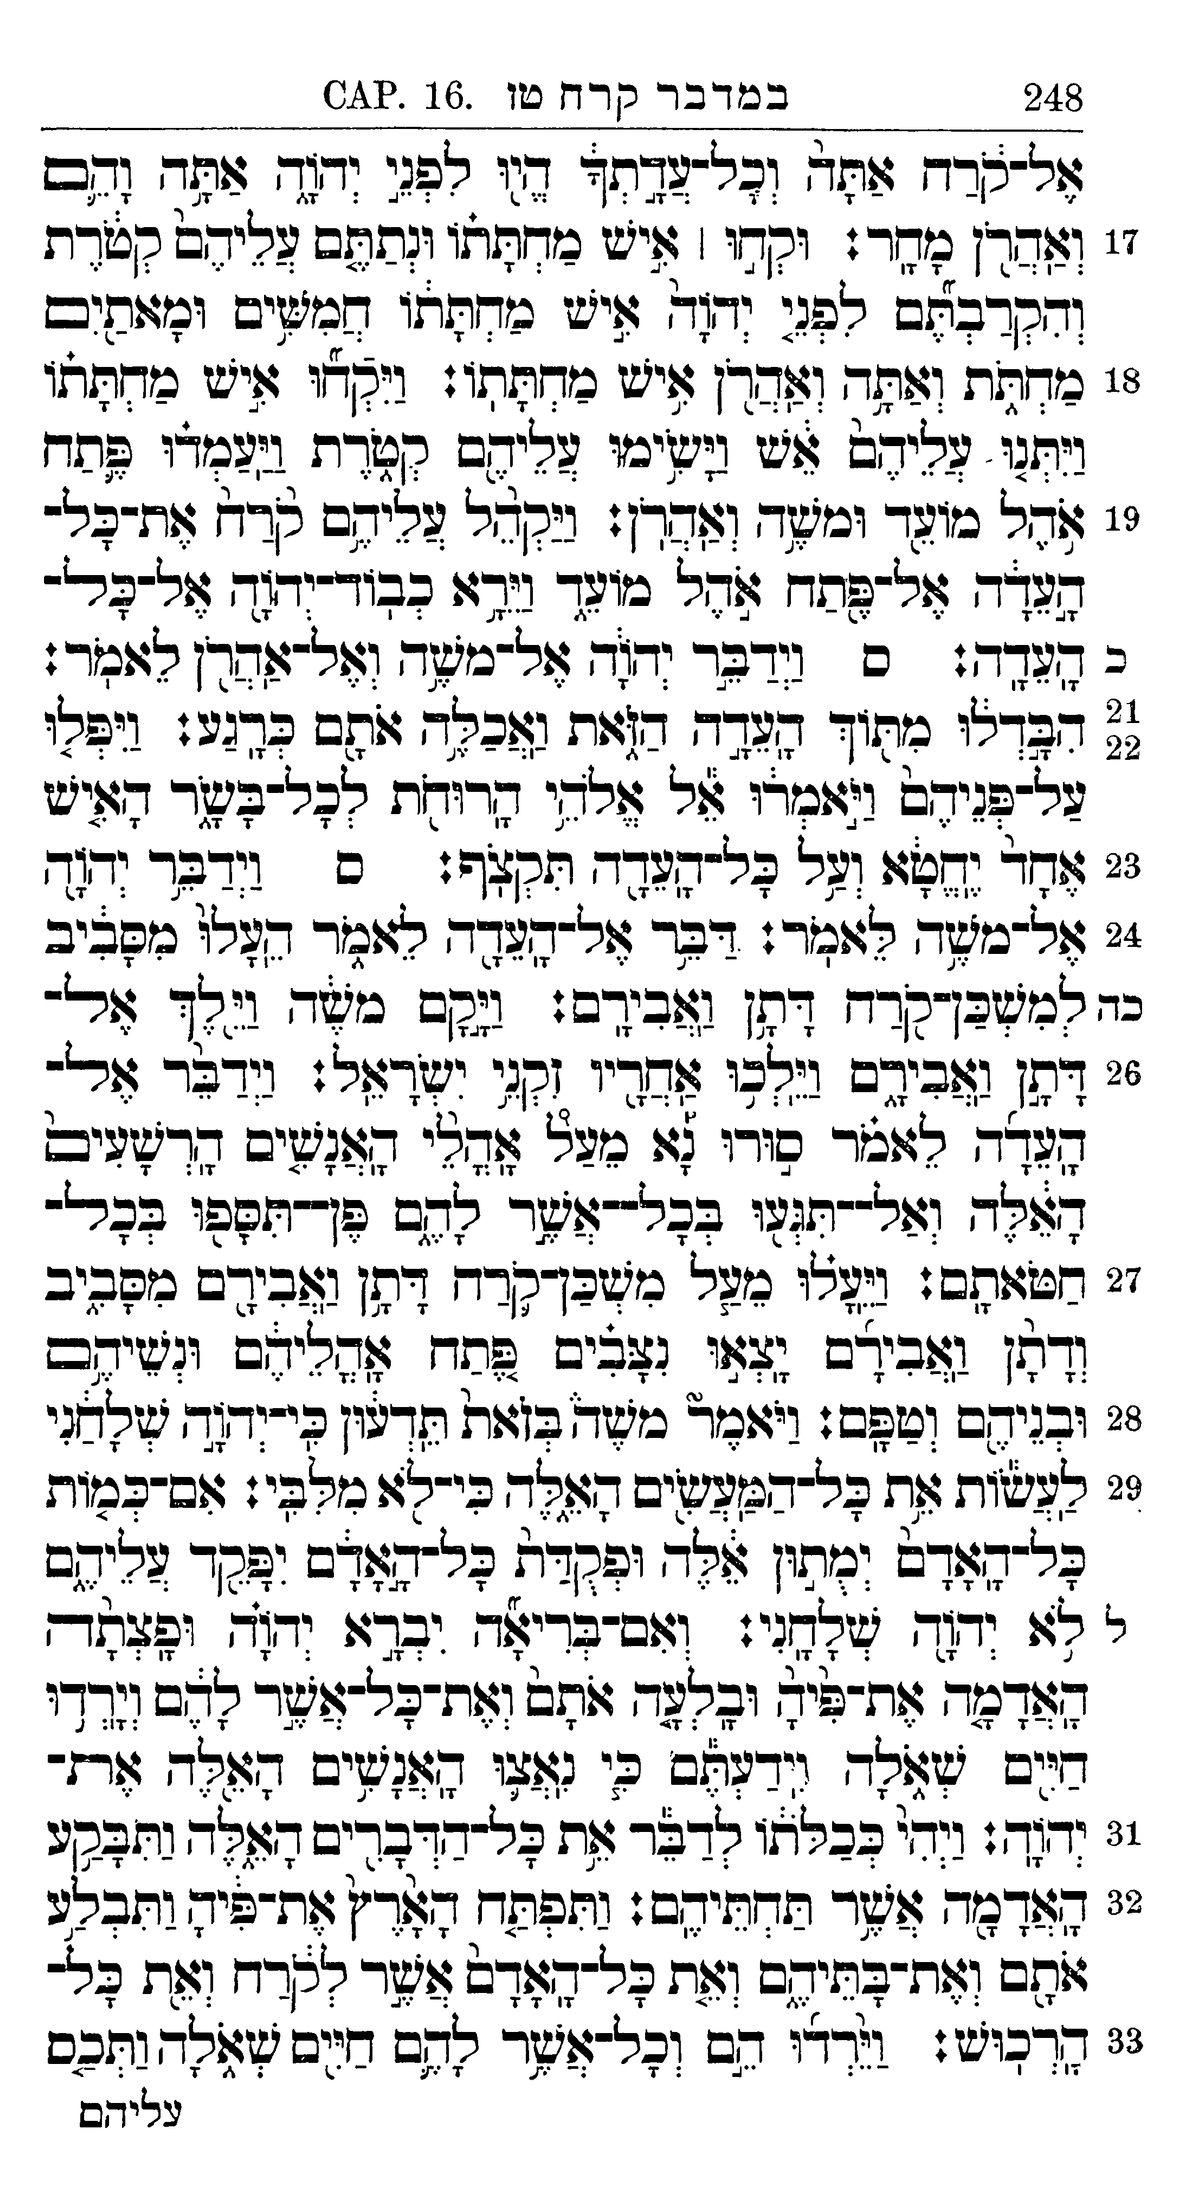 248 במדבר קרח טז CAP. 16.
אֶל־קֹ֔רַח אַתָּה֙ וְכָל־עֲדָ֣תְךָ֔ הֱי֖וּ לִפְנֵ֣י יְהוָ֑ה אַתָּ֥ה וָהֵ֛ם
17 וְאַהֲרֹ֖ן מָחָֽר׃ וּקְח֣וּ ׀ אִ֣ישׁ מַחְתָּת֗וֹ וּנְתַתֶּ֤ם עֲלֵיהֶם֙ קְטֹ֔רֶת
וְהִקְרַבְתֶּ֞ם לִפְנֵ֤י יְהוָה֙ אִ֣ישׁ מַחְתָּת֔וֹ חֲמִשִּׁ֥ים וּמָאתַ֖יִם
18 מַחְתֹּ֑ת וְאַתָּ֥ה וְאַהֲרֹ֖ן אִ֥ישׁ מַחְתָּתֽוֹ׃ וַיִּקְח֞וּ אִ֣ישׁ מַחְתָּת֗וֹ
וַיִּתְּנ֤וּ עֲלֵיהֶם֙ אֵ֔שׁ וַיָּשִׂ֥ימוּ עֲלֵיהֶ֖ם קְטֹ֑רֶת וַיַּֽעַמְד֗וּ פֶּ֛תַח
19 אֹ֥הֶל מוֹעֵ֖ד וּמֹשֶׁ֥ה וְאַהֲרֹֽן׃ וַיַּקְהֵ֨ל עֲלֵיהֶ֥ם קֹ֙רַח֙ אֶת־כָּל־
הָ֣עֵדָ֔ה אֶל־פֶּ֖תַח אֹ֣הֶל מוֹעֵ֑ד וַיֵּרָ֥א כְבוֹד־יְהוָ֖ה אֶל־כָּל־
כ הָעֵדָֽה׃ ס וַיְדַבֵּ֣ר יְהוָ֔ה אֶל־מֹשֶׁ֥ה וְאֶֽל־אַהֲרֹ֖ן לֵאמֹֽר׃
21 הִבָּ֣דְל֔וּ מִתּ֖וֹךְ הָעֵדָ֣ה הַזֹּ֑את וַאֲכַלֶּ֥ה אֹתָ֖ם כְּרָֽגַע׃ וַיִּפְּל֤וּ
22 עַל־פְּנֵיהֶם֙ וַיֹּ֣אמְר֔וּ אֵ֕ל אֱלֹהֵ֥י הָרוּחֹ֖ת לְכָל־בָּשָׂ֑ר הָאִ֤ישׁ
23 אֶחָד֙ יֶחֱטָ֔א וְעַ֥ל כָּל־הָעֵדָ֖ה תִּקְצֹֽף׃ ס וַיְדַבֵּ֥ר יְהוָ֖ה
24 אֶל־מֹשֶׁ֥ה לֵּאמֹֽר׃ דַּבֵּ֥ר אֶל־הָעֵדָ֖ה לֵאמֹ֑ר הֵֽעָלוּ֙ מִסָּבִ֔יב
כה לְמִשְׁכַּן־קֹ֖רַח דָּתָ֥ן וַאֲבִירָֽם׃ וַיָּ֣קָם מֹשֶׁ֔ה וַיֵּ֖לֶךְ אֶל־
26 דָּתָ֣ן וַאֲבִירָ֑ם וַיֵּלְכ֥וּ אַחֲרָ֖יו זִקְנֵ֥י יִשְׂרָאֵֽל׃ וַיְדַבֵּ֨ר אֶל־
הָעֵדָ֜ה לֵאמֹ֗ר ס֣וּרוּ נָ֡א מֵעַל֩ אָהֳלֵ֨י הָאֲנָשִׁ֤ים הָֽרְשָׁעִים֙
הָאֵ֔לֶּה וְאַֽל־תִּגְּע֖וּ בְּכָל־אֲשֶׁ֣ר לָהֶ֑ם פֶּן־תִּסָּפ֖וּ בְּכָל־
27 חַטֹּאתָֽם׃ וַיֵּעָל֗וּ מֵעַ֧ל מִשְׁכַּן־קֹ֛רַח דָּתָ֥ן וַאֲבִירָ֖ם מִסָּבִ֑יב
וְדָתָ֨ן וַאֲבִירָ֜ם יָצְא֣וּ נִצָּבִ֗ים פֶּ֚תַח אָֽהֳלֵיהֶ֔ם וּנְשֵׁיהֶ֥ם
28 וּבְנֵיהֶ֖ם וְטַפָּֽם׃ וַיֹּאמֶר֮ מֹשֶׁה֒ בְּזֹאת֙ תֵּֽדְע֔וּן כִּֽי־יְהוָ֣ה שְׁלָחַ֔נִי
29 לַעֲשׂ֕וֹת אֵ֥ת כָּל־הַֽמַּעֲשִׂ֖ים הָאֵ֑לֶּה כִּי־לֹ֖א מִלִּבִּֽי׃ אִם־כְּמ֤וֹת
כָּל־הָֽאָדָם֙ יְמֻת֣וּן אֵ֔לֶּה וּפְקֻדַּת֙ כָּל־הָ֣אָדָ֔ם יִפָּקֵ֖ד עֲלֵיהֶ֑ם
ל לֹ֥א יְהוָ֖ה שְׁלָחָֽנִי׃ וְאִם־בְּרִיאָ֞ה יִבְרָ֣א יְהוָ֗ה וּפָצְתָ֨ה
הָאֲדָמָ֤ה אֶת־פִּ֙יהָ֙ וּבָלְעָ֤ה אֹתָם֙ וְאֶת־כָּל־אֲשֶׁ֣ר לָהֶ֔ם וְיָרְד֥וּ
חַיִּ֖ים שְׁאֹ֑לָה וִֽידַעְתֶּ֕ם כִּ֧י נִֽאֲצ֛וּ הָאֲנָשִׁ֥ים הָאֵ֖לֶּה אֶת־
31 יְהוָֽה׃ וַיְהִי֙ כְּכַלֹּת֔וֹ לְדַבֵּ֕ר אֵ֥ת כָּל־הַדְּבָרִ֖ים הָאֵ֑לֶּה וַתִּבָּקַ֥ע
32 הָאֲדָמָ֖ה אֲשֶׁ֥ר תַּחְתֵּיהֶֽם׃ וַתִּפְתַּ֤ח הָאָ֙רֶץ֙ אֶת־פִּ֔יהָ וַתִּבְלַ֥ע
אֹתָ֖ם וְאֶת־בָּתֵּיהֶ֑ם וְאֵ֤ת כָּל־הָאָדָם֙ אֲשֶׁ֣ר לְקֹ֔רַח וְאֵ֖ת כָּל־
33 הָרֲכֽוּשׁ׃ וַיֵּ֨רְד֜וּ הֵ֣ם וְכָל־אֲשֶׁ֥ר לָהֶ֛ם חַיִּ֖ים שְׁאֹ֑לָה וַתְּכַ֤ס
עליהם